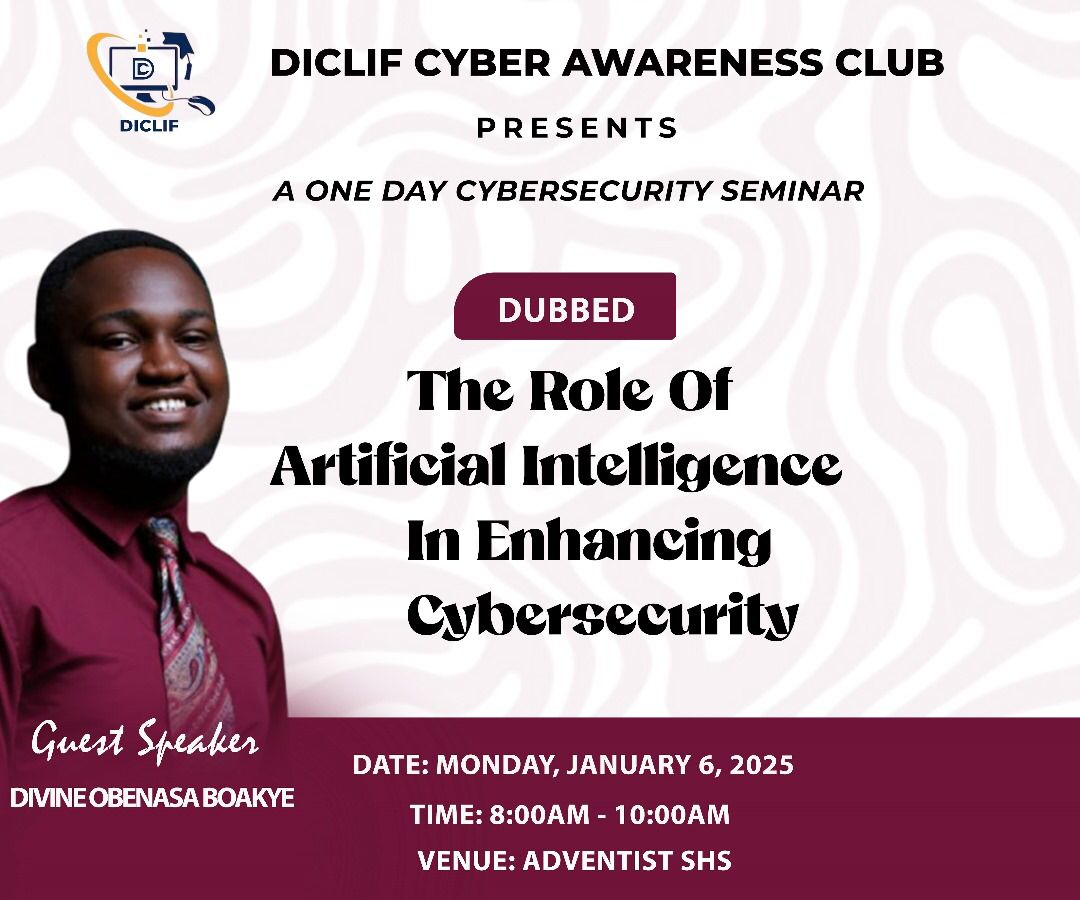 DC
DICLIF
DICLIF CYBER AWARENESS CLUB
PRESENTS
A ONE DAY CYBERSECURITY SEMINAR
DUBBED
The Role Of
Artificial Intelligence
In Enhancing
Cybersecurity
Guest Speaker
DIVINE OBENASA BOAKYE
DATE: MONDAY, JANUARY 6, 2025
TIME: 8:00AM - 10:00AM
VENUE: ADVENTIST SHS